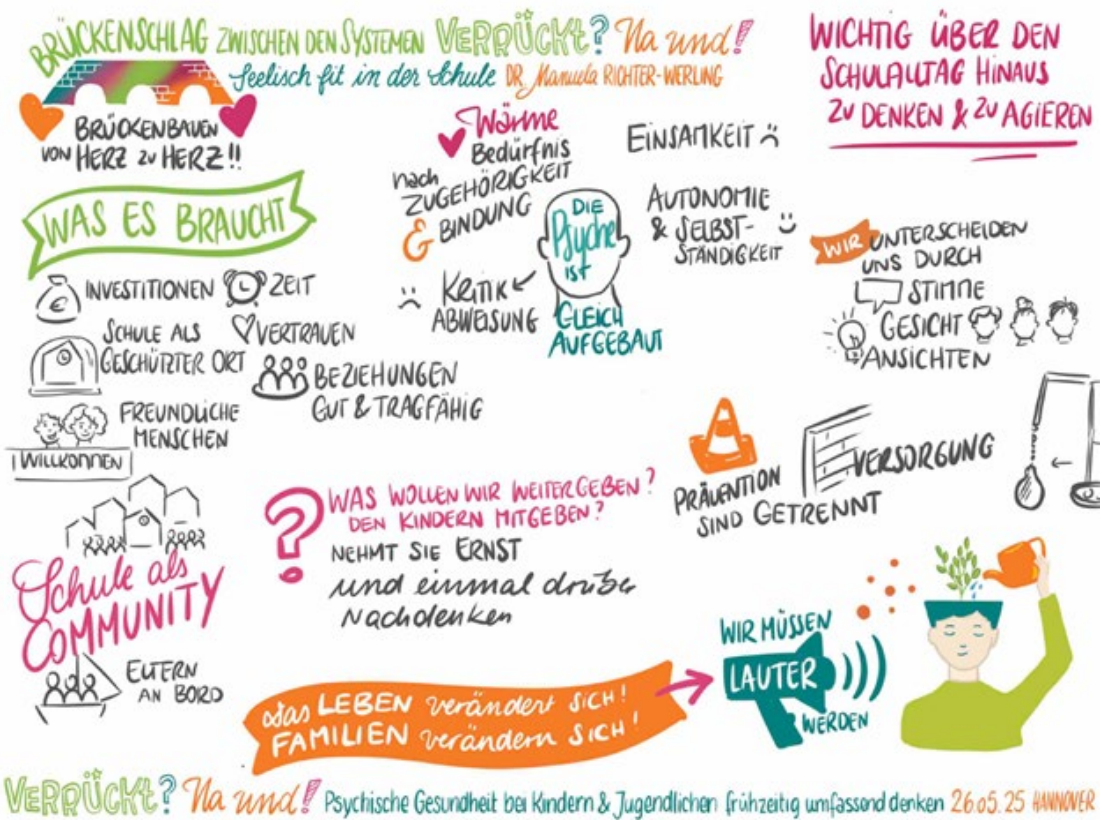 BRÜCKENSCHLAG ZWISCHEN DEN SYSTEMEN VERRÜCKT? Na und!
Seelisch fit in der Schule DR. Manuela RICHTER-WERLING
BRÜCKENBAUEN
VON HERZ ZU HERZ!!
WICHTIG ÜBER DEN
SCHULALLTAG HINAUS
ZU DENKEN & ZU AGIEREN
Wärme
Bedürfnis
nach
ZUGEHÖRIGKEIT
& BINDUNG
EINSAMKEIT
DIE
Psyche
IST
GLEICH
AUFGEBAUT
AUTONOMIE
& SELBST-
STÄNDIGKEIT
KRITIK
ABWEISUNG
WIR UNTERSCHEIDEN
UNS DURCH
STIMME
GESICHT
ANSICHTEN
WAS ES BRAUCHT
€
INVESTITIONEN
ZEIT
SCHULE ALS
GESCHÜTZTER ORT
VERTRAUEN
BEZIEHUNGEN
GUT & TRAGFÄHIG
FREUNDLICHE
MENSCHEN
WILLKOMMEN
Schule als
COMMUNITY
ELTERN
AN BORD
?
WAS WOLLEN WIR WEITERGEBEN?
DEN KINDERN MITGEBEN?
NEHMT SIE ERNST
und einmal drüber
Nachdenken
PRÄVENTION
VERSORGUNG
SIND GETRENNT
das LEBEN verändert SICH!
FAMILIEN verändern SICH!
WIR MÜSSEN
LAUTER
WERDEN
VERRÜCKT? Na und! Psychische Gesundheit bei Kindern & Jugendlichen frühzeitig umfassend denken 26.05.25 HANNOVER